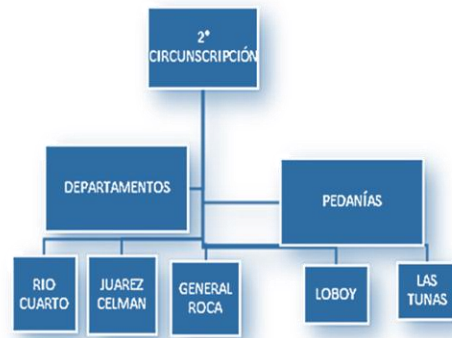 2°
CIRCUNSCRIPCIÓN
DEPARTAMENTOS
PEDANÍAS
RIO
CUARTO
JUAREZ
CELMAN
GENERAL
ROCA
LOBOY
LAS
TUNAS